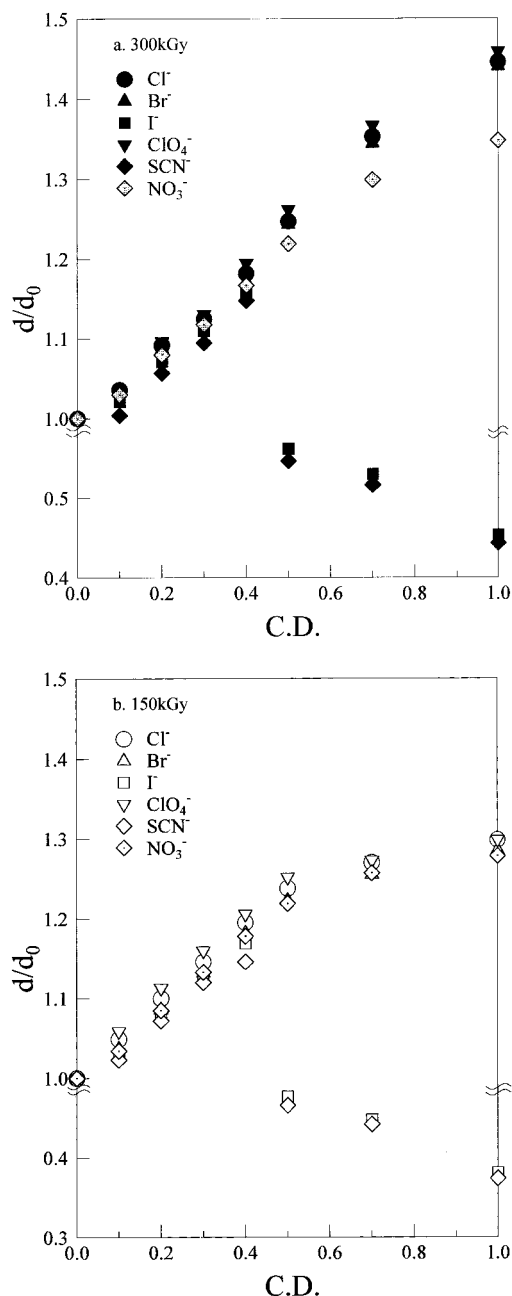 a. 300kGy
Cl⁻
Br⁻
I⁻
ClO₄⁻
SCN⁻
NO₃⁻
1.5
1.4
1.3
1.2
1.1
1.0
0.5
0.4
d/d₀
0.0 0.2 0.4 0.6 0.8 1.0
C.D.
b. 150kGy
Cl⁻
Br⁻
I⁻
ClO₄⁻
SCN⁻
NO₃⁻
1.5
1.4
1.3
1.2
1.1
1.0
0.4
0.3
d/d₀
0.0 0.2 0.4 0.6 0.8 1.0
C.D.